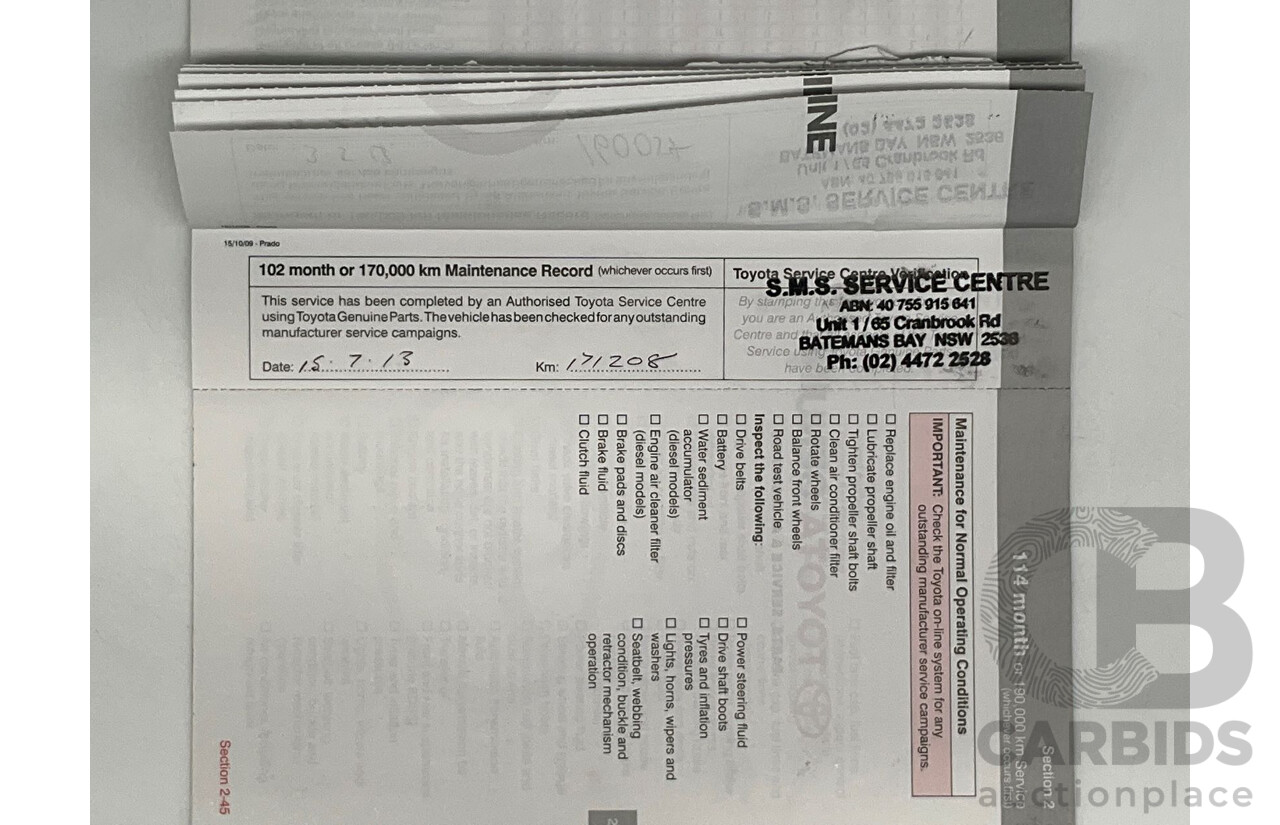 15/10/09 - Prado
102 month or 170,000 km Maintenance Record (whichever occurs first)
This service has been completed by an Authorised Toyota Service Centre
using Toyota Genuine Parts. The vehicle has been checked for any outstanding
manufacturer service campaigns.
Date: 15.7.13
Km: 171208
Toyota Service Centre Verification
By stamping
you are an
Centre and
Service using
have been
S.M.S. SERVICE CENTRE
ABN: 40 755 915 641
Unit 1 / 65 Cranbrook Rd
BATEMANS BAY NSW 2536
Ph: (02) 4472 2528
Section 2
114 month or 190,000 km Service
(whichever occurs first)
Maintenance for Normal Operating Conditions
IMPORTANT: Check the Toyota on-line system for any
outstanding manufacturer service campaigns.
☐ Replace engine oil and filter
☐ Lubricate propeller shaft
☐ Tighten propeller shaft bolts
☐ Clean air conditioner filter
☐ Rotate wheels
☐ Balance front wheels
☐ Road test vehicle
Inspect the following:
☐ Drive belts
☐ Battery
☐ Water sediment
accumulator
(diesel models)
☐ Engine air cleaner filter
(diesel models)
☐ Brake pads and discs
☐ Brake fluid
☐ Clutch fluid
☐ Power steering fluid
☐ Drive shaft boots
☐ Tyres and inflation
pressures
☐ Lights, horns, wipers and
washers
☐ Seatbelt, webbing
condition, buckle and
retractor mechanism
operation
Section 2-45
CARBIDS
auctionplace